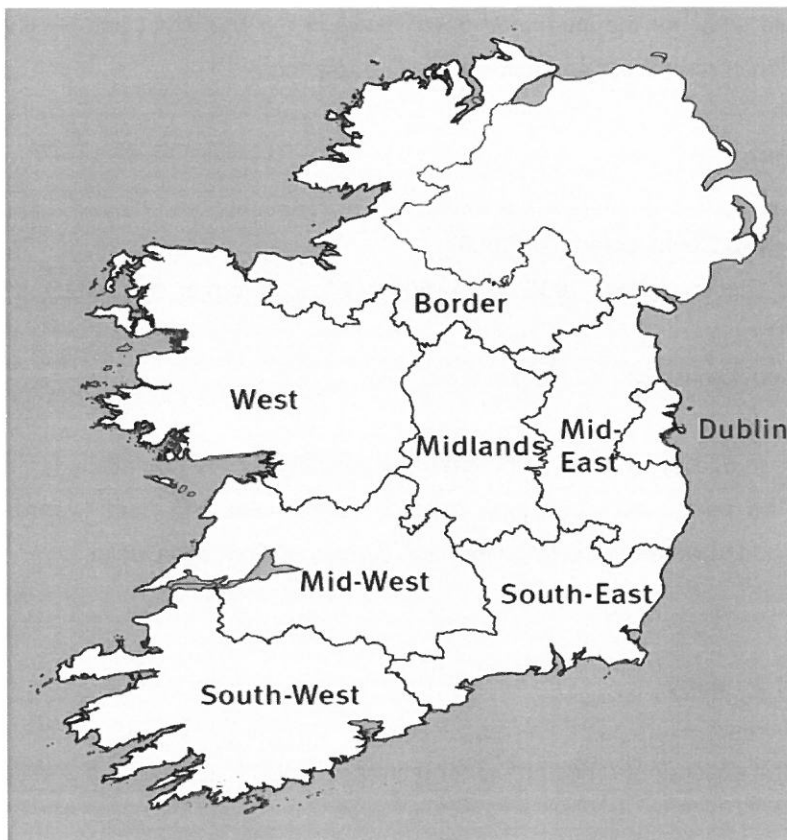 Border
West
Midlands
Mid-
East
Dublin
Mid-West
South-East
South-West